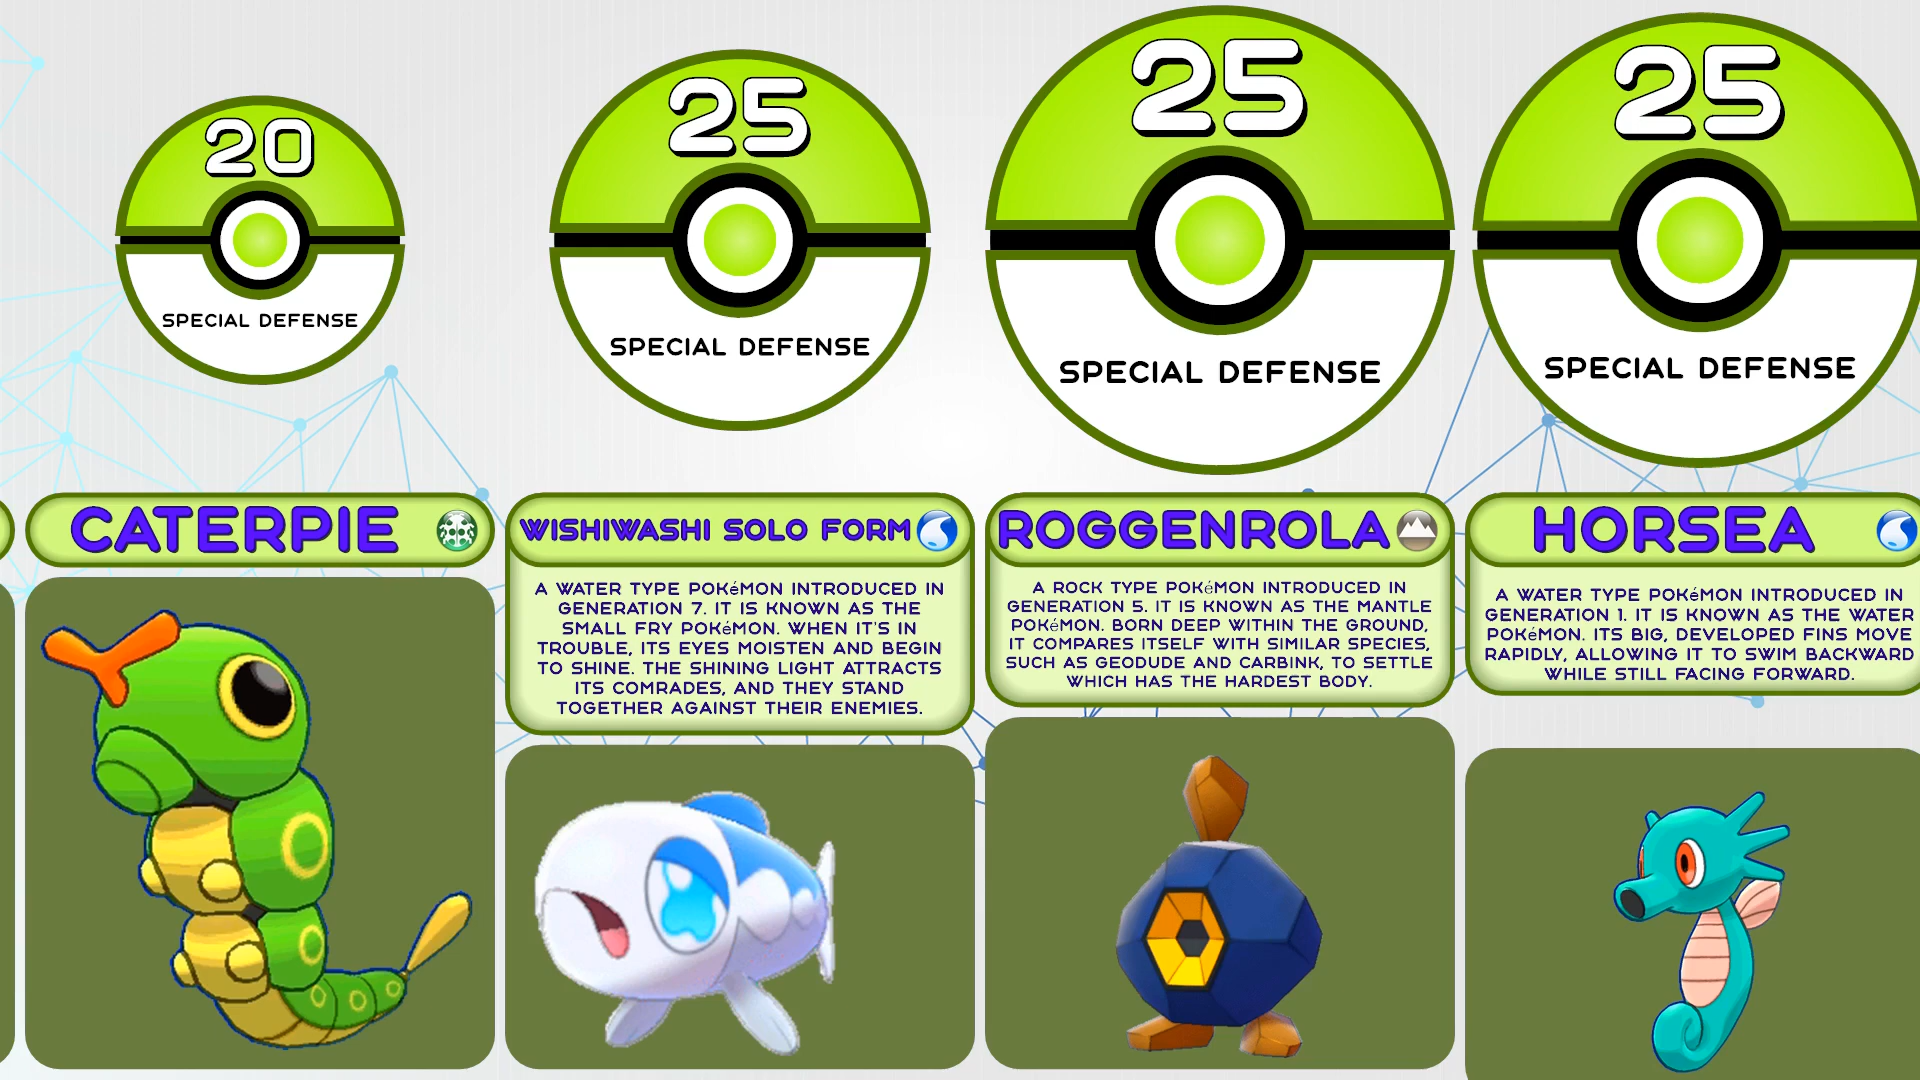 20
SPECIAL DEFENSE
CATERPIE
25
SPECIAL DEFENSE
WISHIWASHI SOLO FORM
A WATER TYPE POKéMON INTRODUCED IN
GENERATION 7. IT IS KNOWN AS THE
SMALL FRY POKéMON. WHEN IT'S IN
TROUBLE, ITS EYES MOISTEN AND BEGIN
TO SHINE. THE SHINING LIGHT ATTRACTS
ITS COMRADES, AND THEY STAND
TOGETHER AGAINST THEIR ENEMIES.
25
SPECIAL DEFENSE
ROGGENROLA
A ROCK TYPE POKéMON INTRODUCED IN
GENERATION 5. IT IS KNOWN AS THE MANTLE
POKéMON. BORN DEEP WITHIN THE GROUND,
IT COMPARES ITSELF WITH SIMILAR SPECIES,
SUCH AS GEODUDE AND CARBINK, TO SETTLE
WHICH HAS THE HARDEST BODY.
25
SPECIAL DEFENSE
HORSEA
A WATER TYPE POKéMON INTRODUCED IN
GENERATION 1. IT IS KNOWN AS THE WATER
POKéMON. ITS BIG, DEVELOPED FINS MOVE
RAPIDLY, ALLOWING IT TO SWIM BACKWARD
WHILE STILL FACING FORWARD.